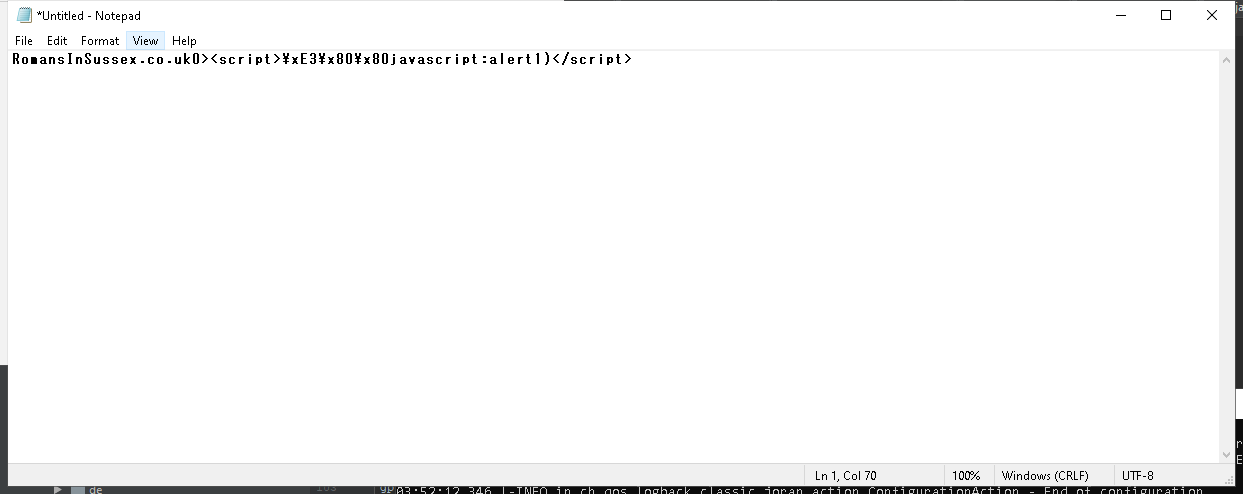 *Untitled - Notepad
File Edit Format View Help
RomansInSussex.co.uk0><script>¥xE3¥x80¥x80javascript:alert1)</script>
Ln 1, Col 70 100% Windows (CRLF) UTF-8
de
03:52:12,346 |-INFO in ch.qos.logback.classic.joran.action.ConfigurationAction - End of configuration.